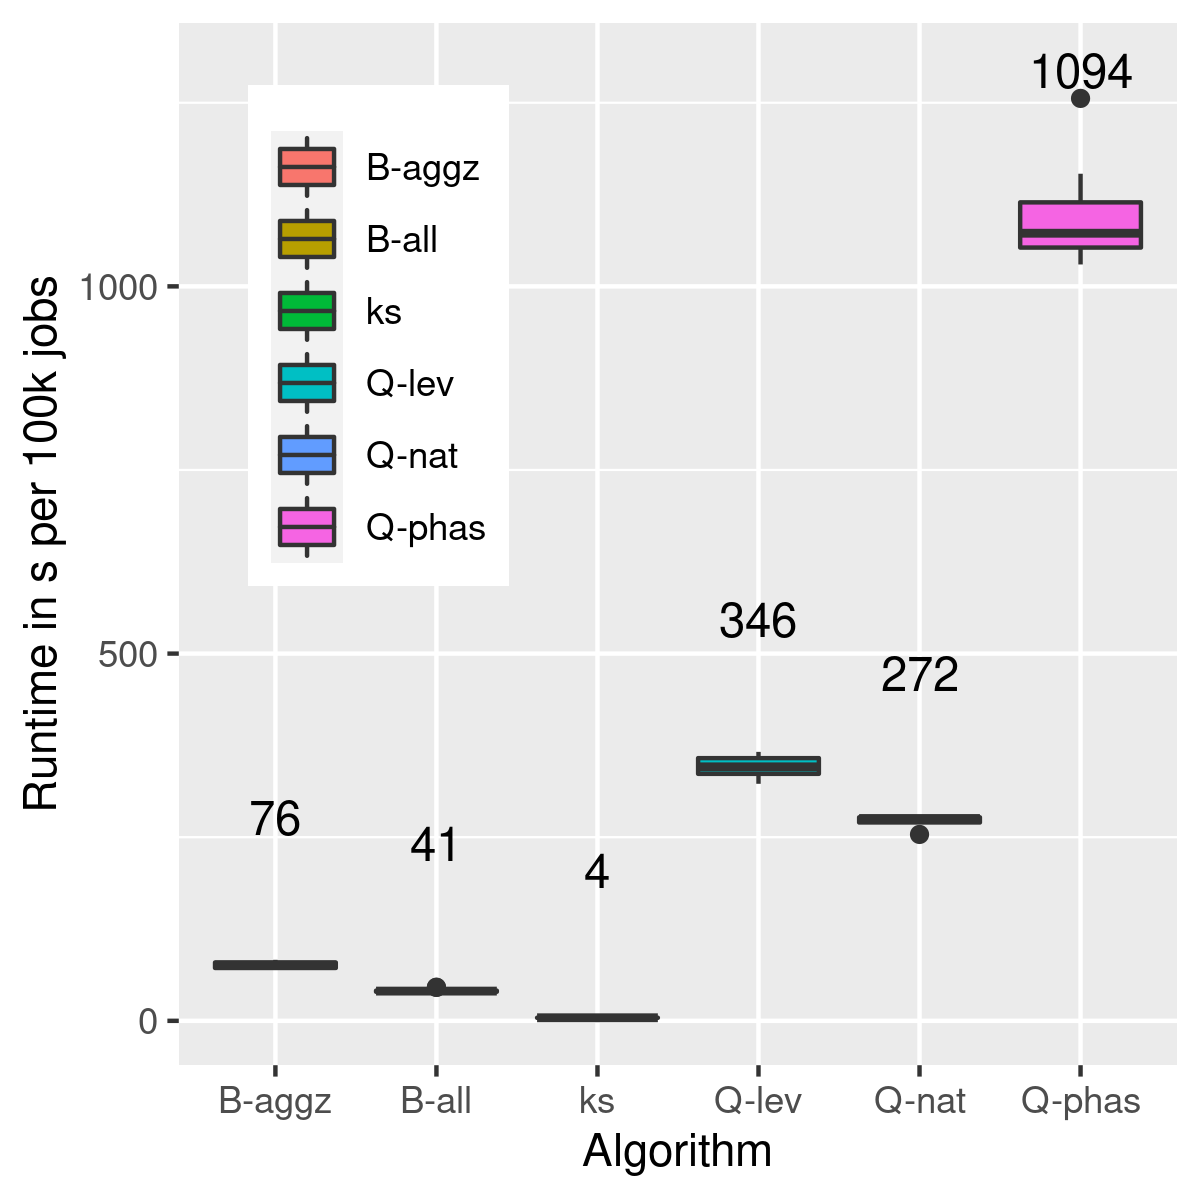 1094
B-aggz
B-all
ks
Q-lev
Q-nat
Q-phas
346
272
76
41
4
1000
500
0
Runtime in s per 100k jobs
B-aggz B-all ks Q-lev Q-nat Q-phas
Algorithm